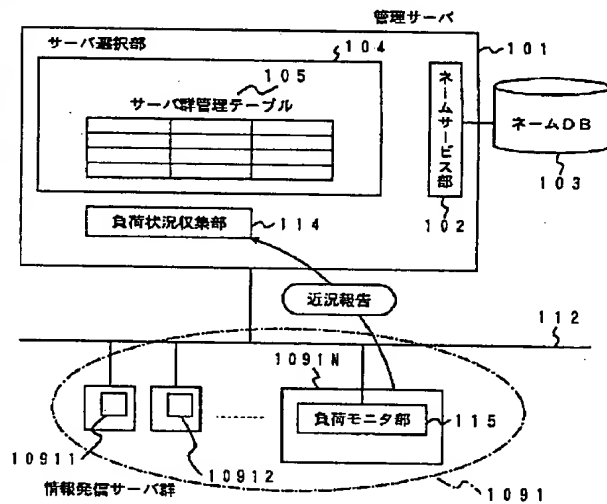 管理サーバ
サーバ選択部
104
101
105
サーバ群管理テーブル
ネームサービス部
ネームDB
103
102
負荷状況収集部
114
近況報告
112
1091N
負荷モニタ部
115
10911
10912
情報発信サーバ群
1091